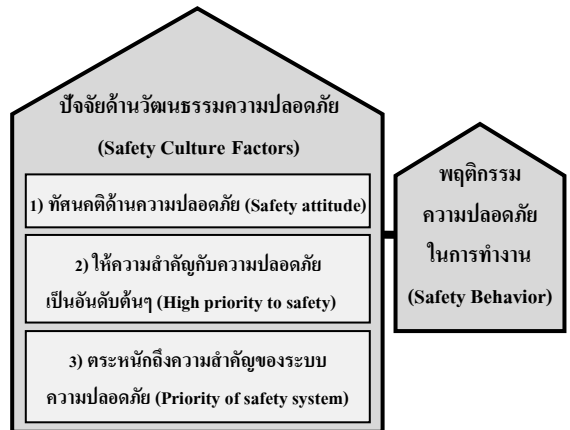 ปัจจัยด้านวัฒนธรรมความปลอดภัย
(Safety Culture Factors)
1) ทัศนคติด้านความปลอดภัย (Safety attitude)
2) ให้ความสำคัญกับความปลอดภัย
เป็นอันดับต้นๆ (High priority to safety)
3) ตระหนักถึงความสำคัญของระบบ
ความปลอดภัย (Priority of safety system)
พฤติกรรม
ความปลอดภัย
ในการทำงาน
(Safety Behavior)